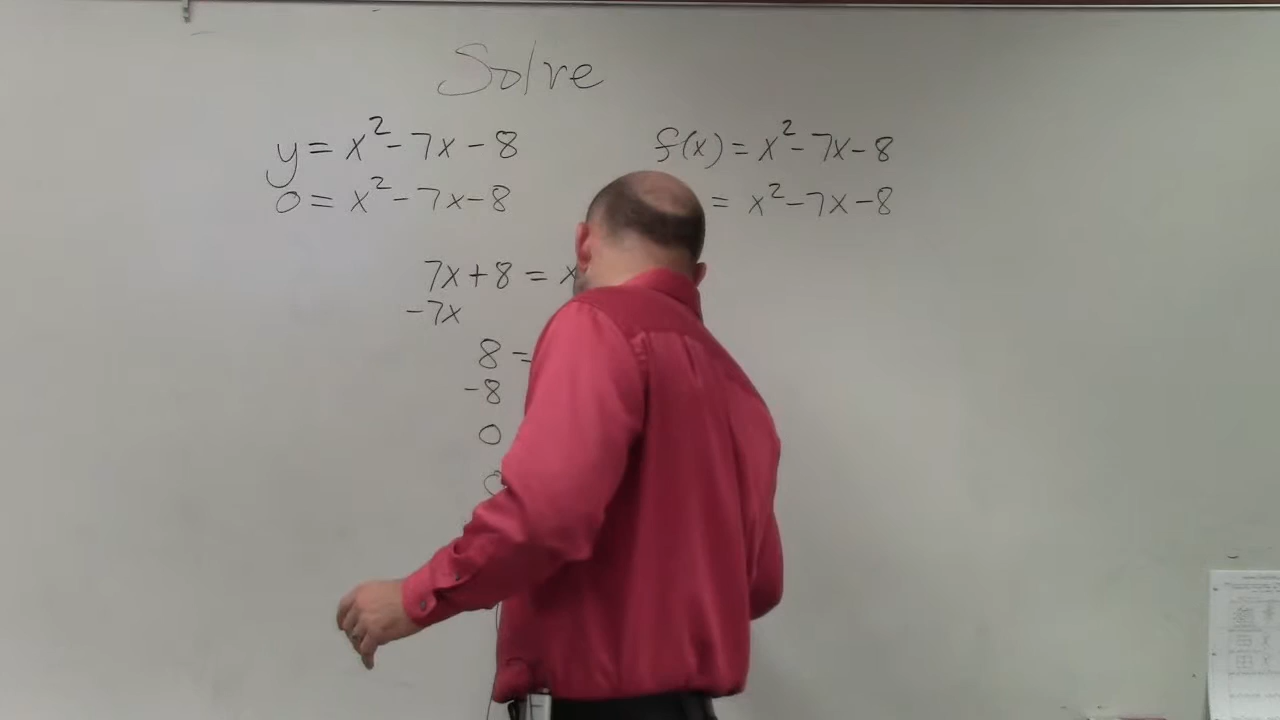 Solve
y = x² - 7x - 8
f(x) = x² - 7x - 8
0 = x² - 7x - 8
= x² - 7x - 8
7x + 8 = x
- 7x
8 =
- 8
0
0